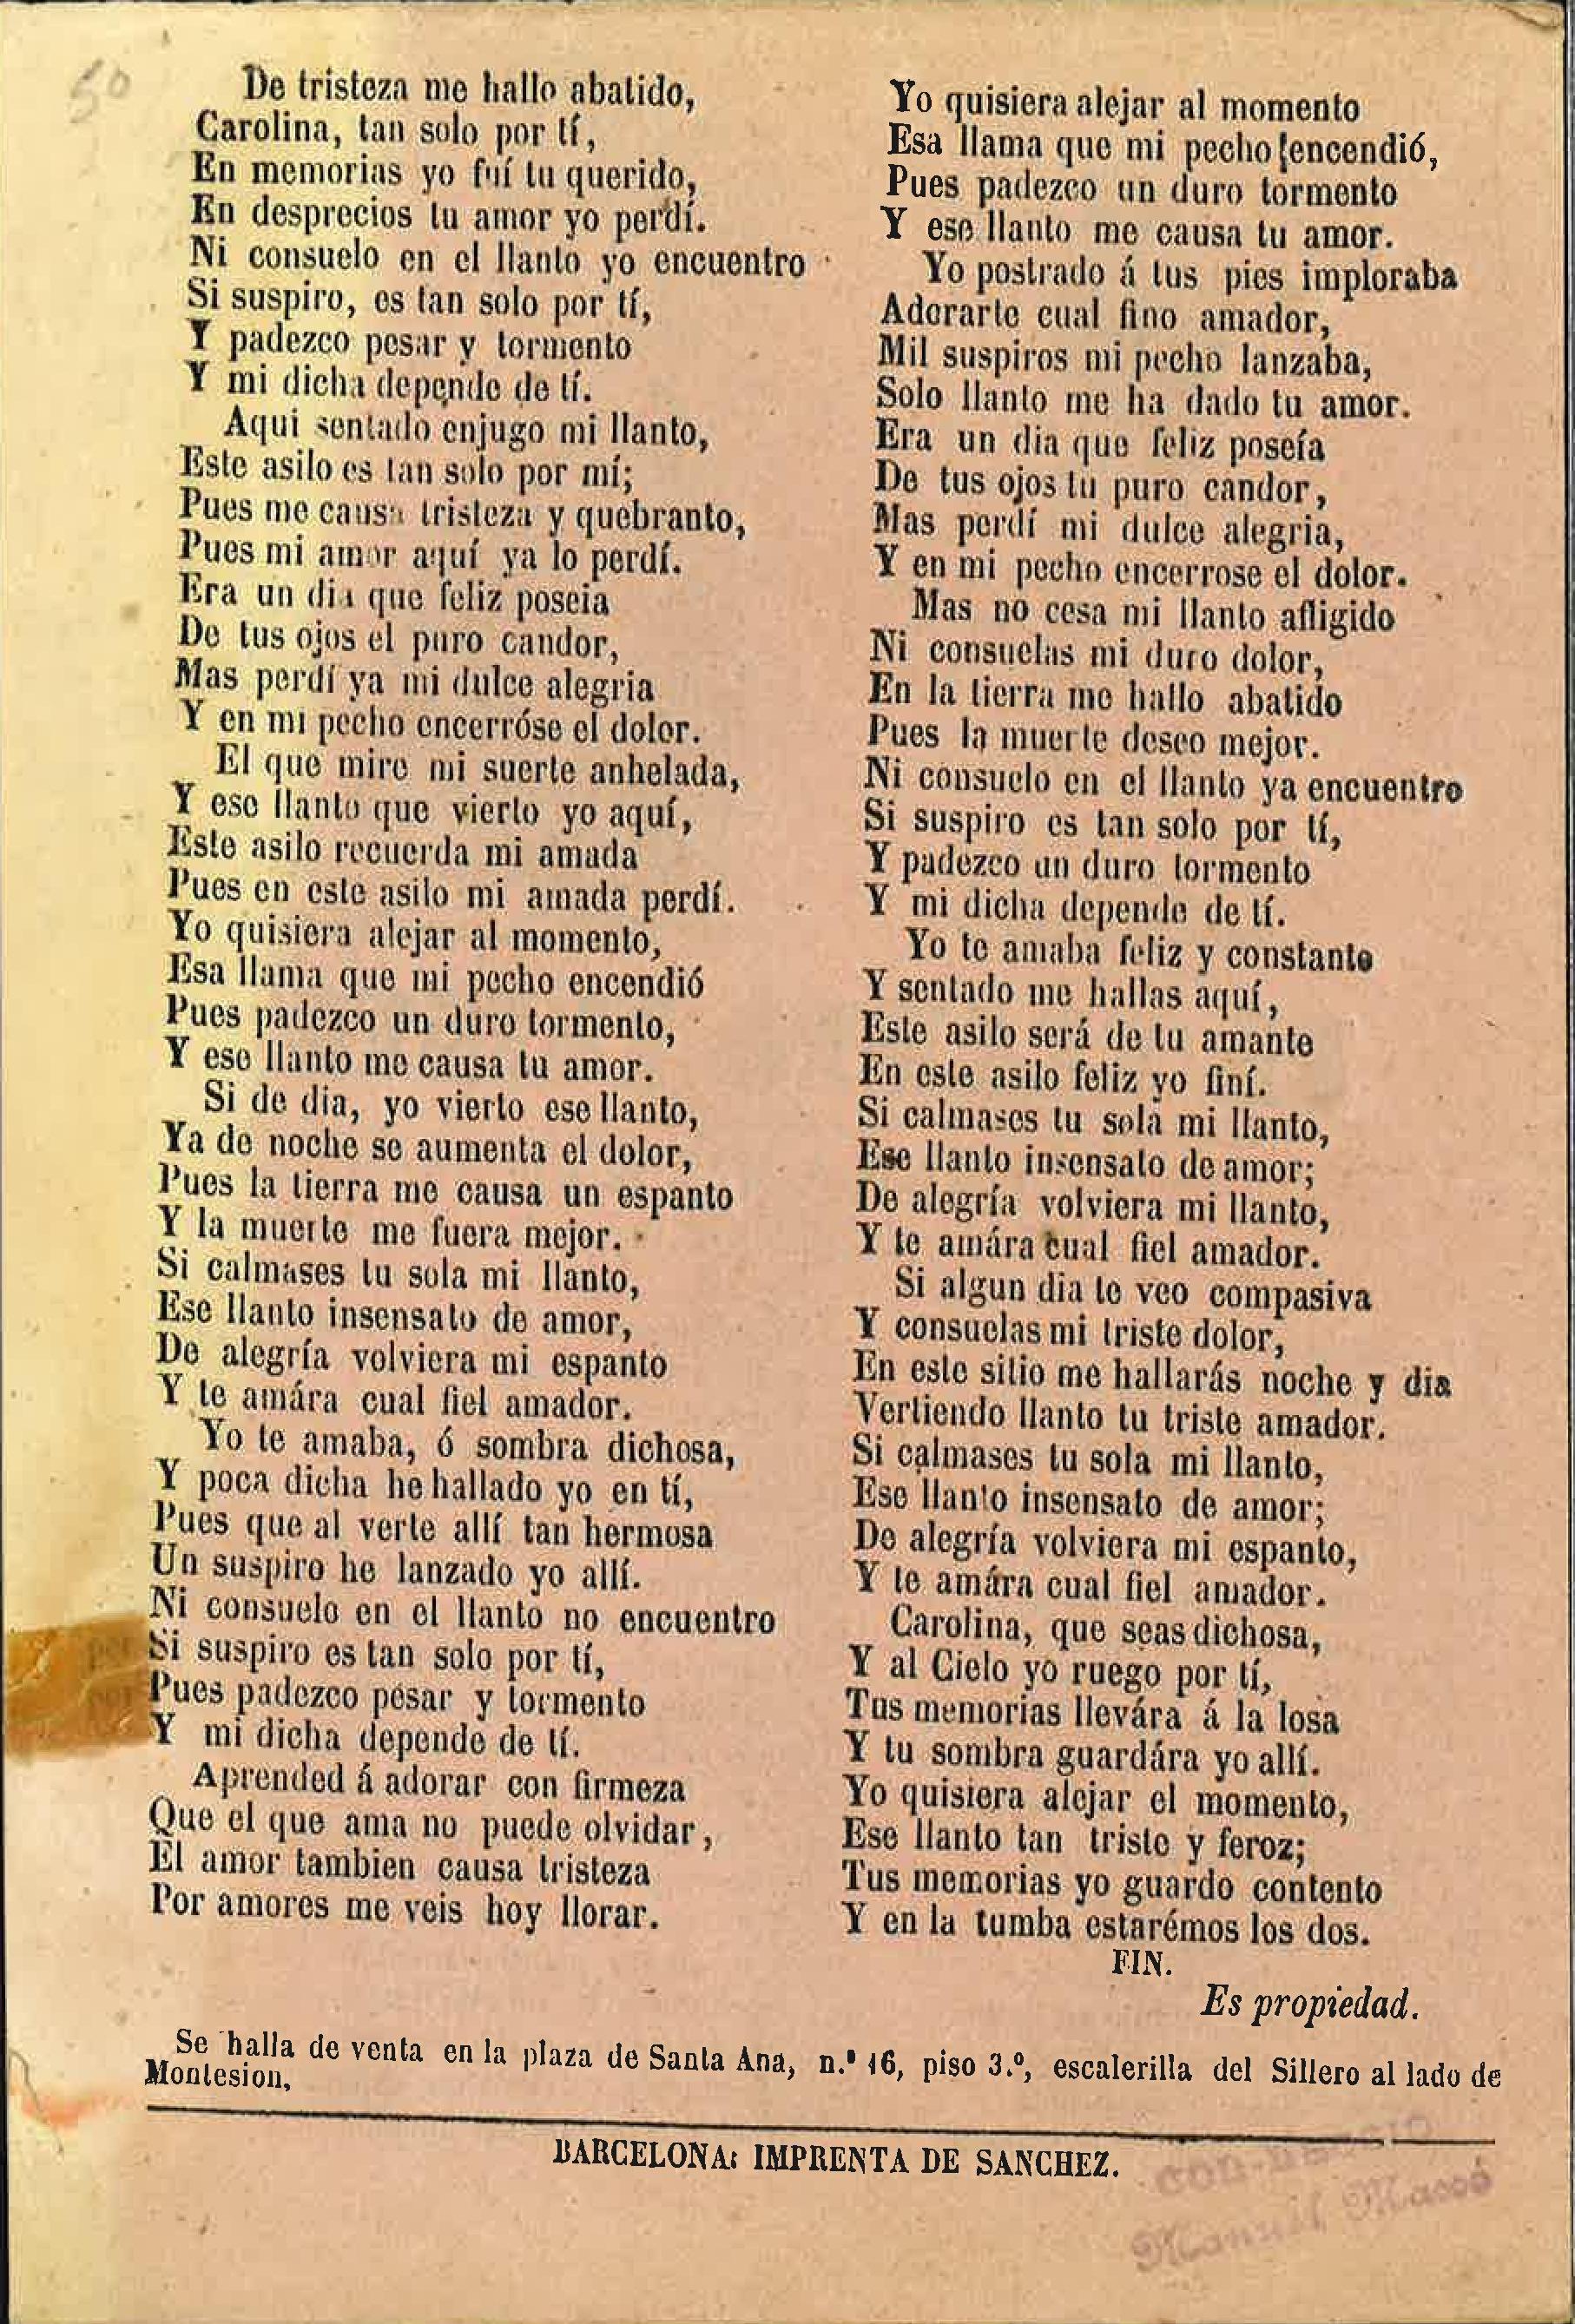 50
De tristeza me hallo abatido,
Carolina, tan solo por tí,
En memorias yo fuí tu querido,
En desprecios tu amor yo perdí.
Ni consuelo en el llanto yo encuentro
Si suspiro, es tan solo por tí,
Y padezco pesar y tormento
Y mi dicha depende de tí.
Aqui sentado enjugo mi llanto,
Este asilo es tan solo por mí;
Pues me causa tristeza y quebranto,
Pues mi amor aquí ya lo perdí.
Era un dia que feliz poseia
De tus ojos el puro candor,
Mas perdí ya mi dulce alegria
Y en mi pecho encerróse el dolor.
El que mire mi suerte anhelada,
Y ese llanto que vierto yo aquí,
Este asilo recuerda mi amada
Pues en este asilo mi amada perdí.
Yo quisiera alejar al momento,
Esa llama que mi pecho encendió
Pues padezco un duro tormento,
Y ese llanto me causa tu amor.
Si de dia, yo vierto ese llanto,
Ya de noche se aumenta el dolor,
Pues la tierra me causa un espanto
Y la muerte me fuera mejor.
Si calmases tu sola mi llanto,
Ese llanto insensato de amor,
De alegría volviera mi espanto
Y te amára cual fiel amador.
Yo te amaba, ó sombra dichosa,
Y poca dicha he hallado yo en tí,
Pues que al verte allí tan hermosa
Un suspiro he lanzado yo allí.
Ni consuelo en el llanto no encuentro
Si suspiro es tan solo por tí,
Pues padezco pesar y tormento
Y mi dicha depende de tí.
Aprended á adorar con firmeza
Que el que ama no puede olvidar,
El amor tambien causa tristeza
Por amores me veis hoy llorar.
Yo quisiera alejar al momento
Esa llama que mi pecho encendió,
Pues padezco un duro tormento
Y ese llanto me causa tu amor.
Yo postrado á tus pies imploraba
Adorarte cual fino amador,
Mil suspiros mi pecho lanzaba,
Solo llanto me ha dado tu amor.
Era un dia que feliz poseía
De tus ojos tu puro candor,
Mas perdí mi dulce alegria,
Y en mi pecho encerrose el dolor.
Mas no cesa mi llanto afligido
Ni consuelas mi duro dolor,
En la tierra me hallo abatido
Pues la muerte deseo mejor.
Ni consuelo en el llanto ya encuentro
Si suspiro es tan solo por tí,
Y padezco un duro tormento
Y mi dicha depende de tí.
Yo te amaba feliz y constante
Y sentado me hallas aquí,
Este asilo será de tu amante
En este asilo feliz yo finí.
Si calmases tu sola mi llanto,
Ese llanto insensato de amor;
De alegría volviera mi llanto,
Y te amára cual fiel amador.
Si algun dia te veo compasiva
Y consuelas mi triste dolor,
En este sitio me hallarás noche y dia
Vertiendo llanto tu triste amador.
Si calmases tu sola mi llanto,
Ese llanto insensato de amor;
De alegría volviera mi espanto,
Y te amára cual fiel amador.
Carolina, que seas dichosa,
Y al Cielo yo ruego por tí,
Tus memorias llevára á la losa
Y tu sombra guardára yo allí.
Yo quisiera alejar el momento,
Ese llanto tan triste y feroz;
Tus memorias yo guardo contento
Y en la tumba estarémos los dos.
FIN.
Es propiedad.
Se halla de venta en la plaza de Santa Ana, n.º 16, piso 3.º, escalerilla del Sillero al lado de
Montesion,
BARCELONA: IMPRENTA DE SANCHEZ.
Manuel Massó